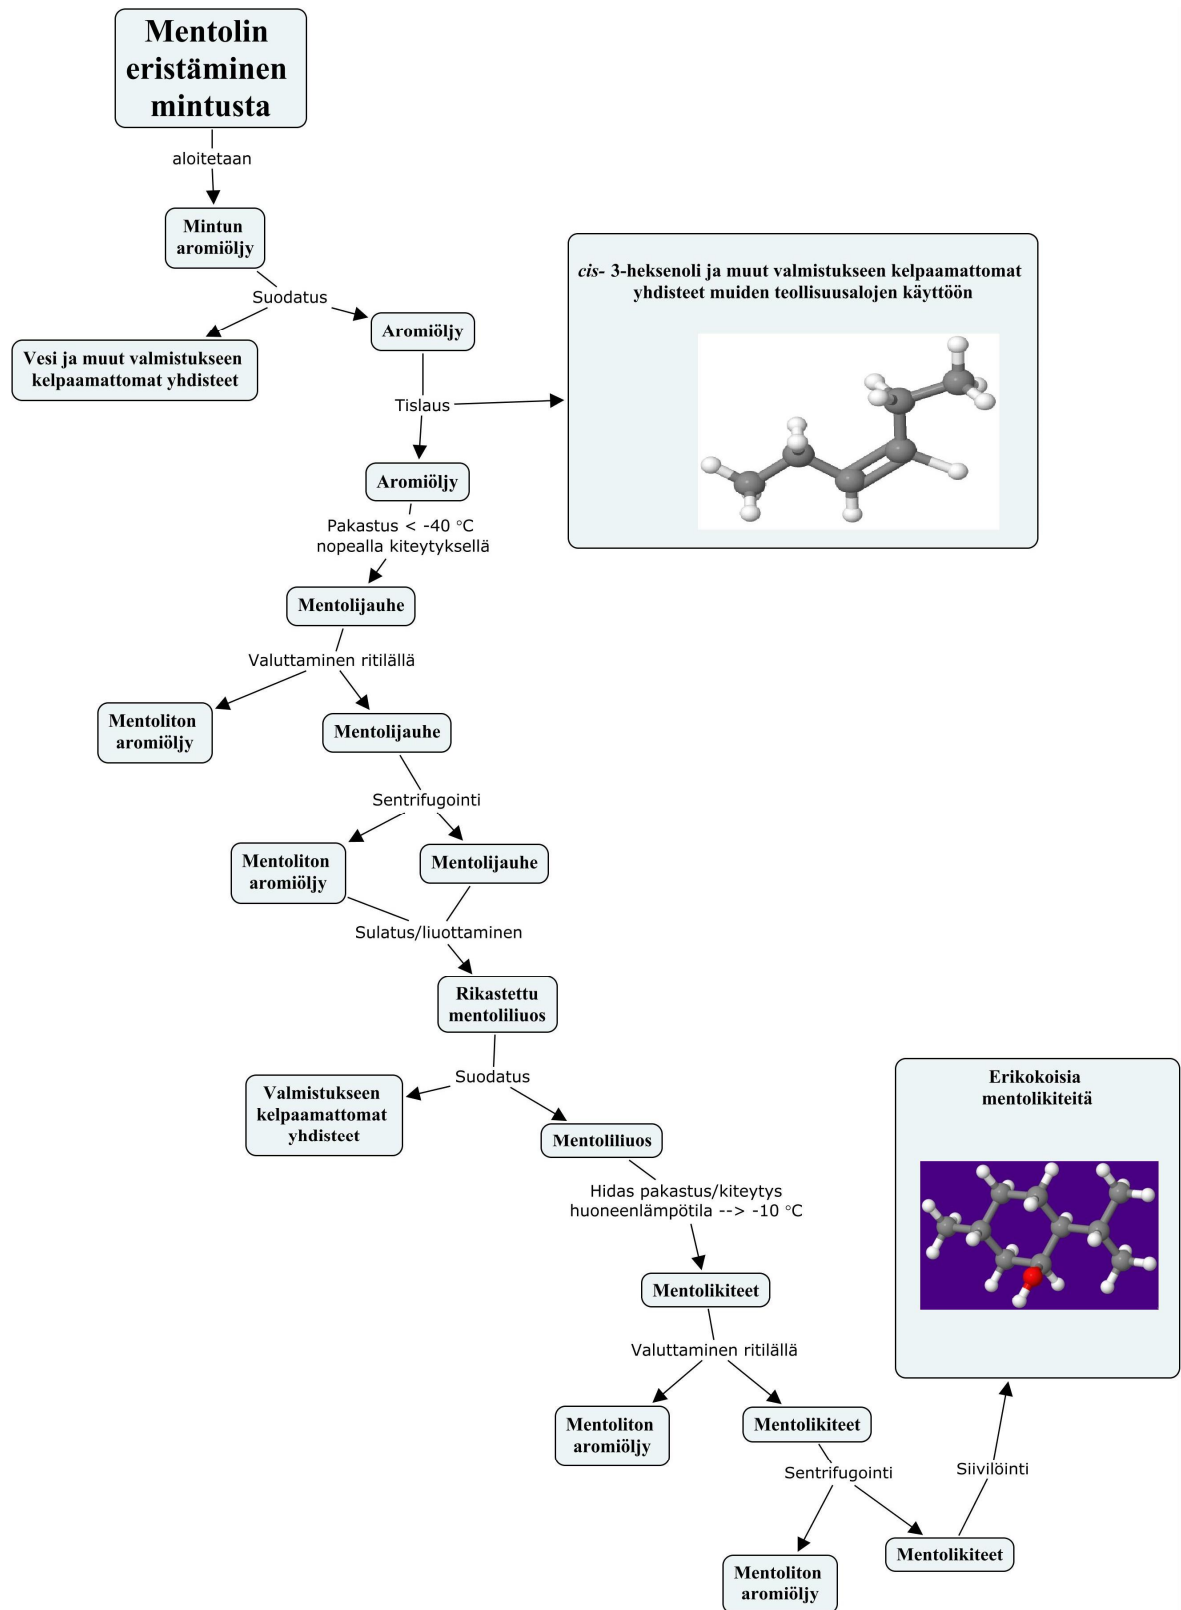 Mentolin
eristäminen
mintusta
aloitetaan
Mintun
aromiöljy
Suodatus
Vesi ja muut valmistukseen
kelpaamattomat yhdisteet
Aromiöljy
Tislaus
cis- 3-heksenoli ja muut valmistukseen kelpaamattomat
yhdisteet muiden teollisuusalojen käyttöön
Aromiöljy
Pakastus < -40 °C
nopealla kiteytyksellä
Mentolijauhe
Valuttaminen ritilällä
Mentoliton
aromiöljy
Mentolijauhe
Sentrifugointi
Mentoliton
aromiöljy
Mentolijauhe
Sulatus/liuottaminen
Rikastettu
mentoliliuos
Suodatus
Valmistukseen
kelpaamattomat
yhdisteet
Mentoliliuos
Hidas pakastus/kiteytys
huoneenlämpötila --> -10 °C
Mentolikiteet
Valuttaminen ritilällä
Mentoliton
aromiöljy
Mentolikiteet
Sentrifugointi
Mentoliton
aromiöljy
Mentolikiteet
Siivilöinti
Erikokoisia
mentolikiteitä